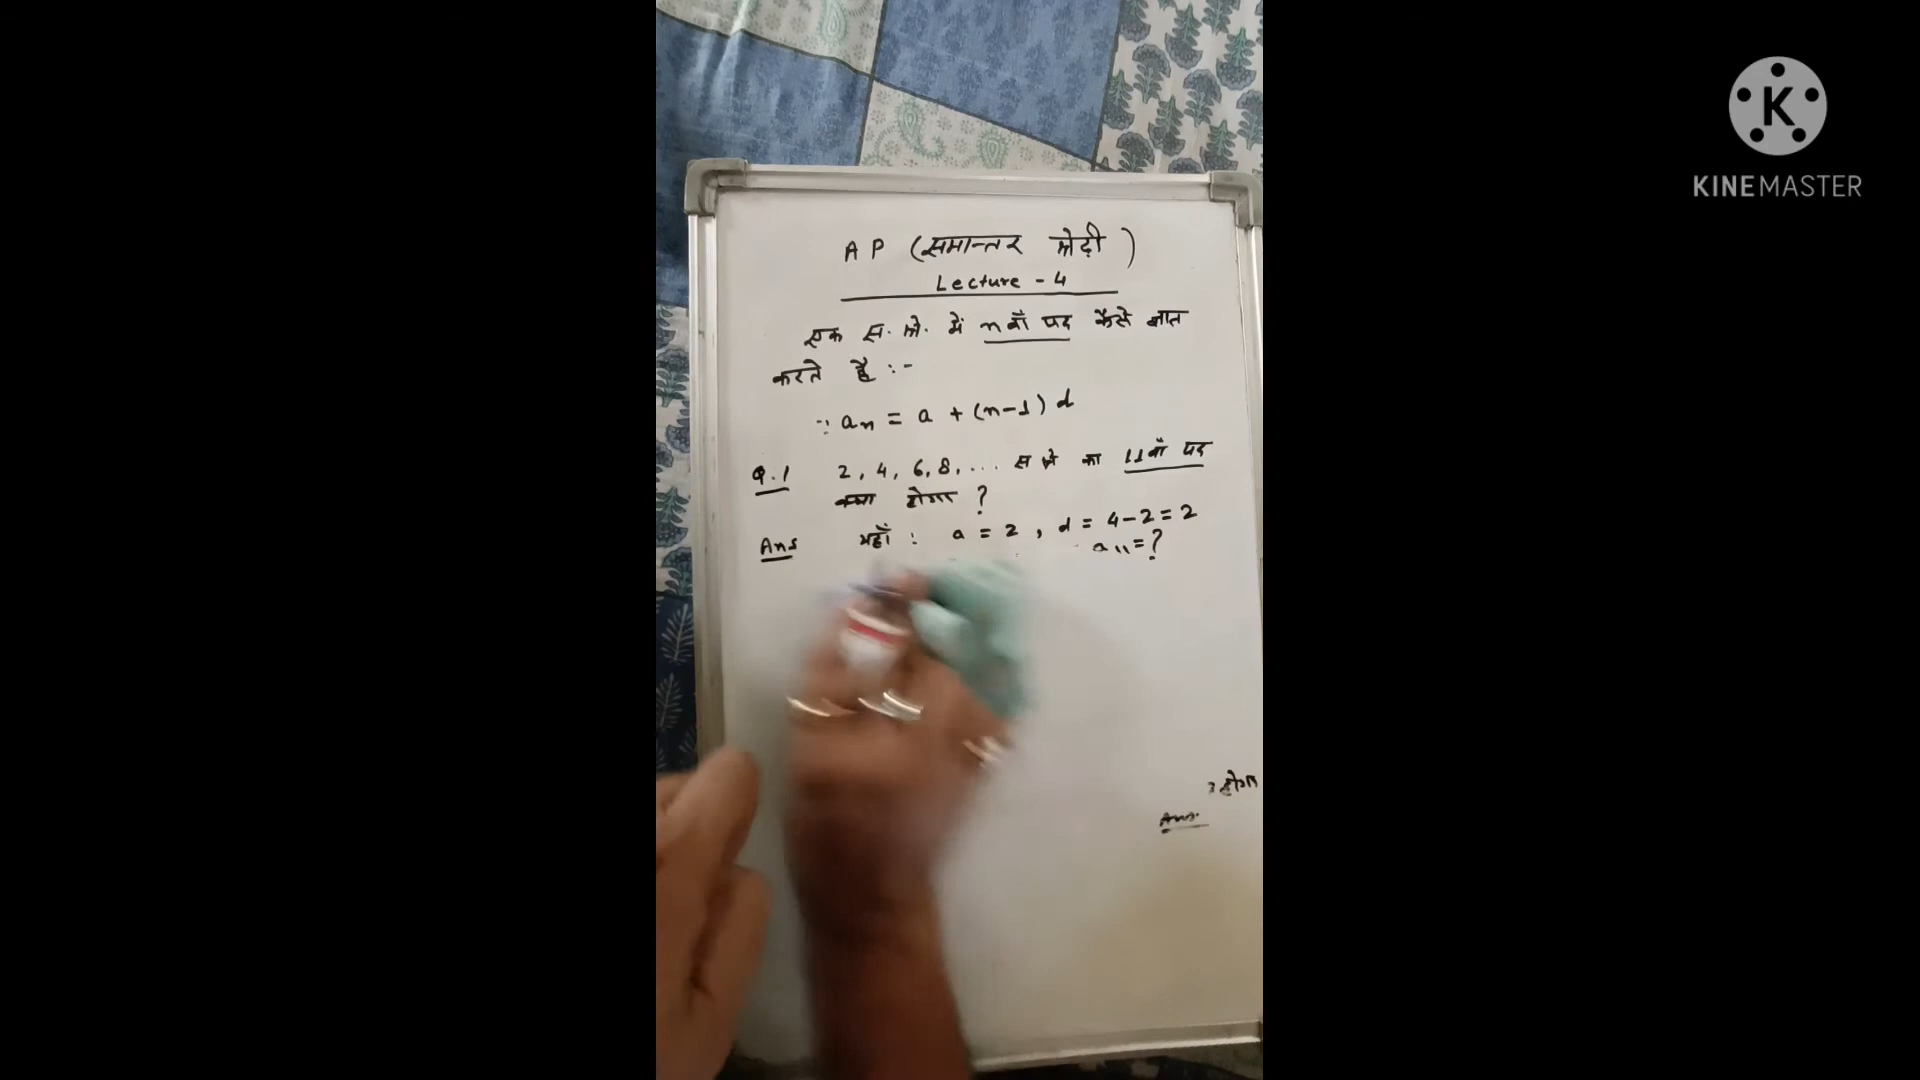 AP (समान्तर श्रेढ़ी)
Lecture - 4
एक स. श्रे. में nवाँ पद कैसे ज्ञात
करते है :-
∵ aₙ = a + (n-1) d
Q.1 2, 4, 6, 8, ... स श्रे का 11वाँ पद
क्या होगा ?
Ans यहाँ : a = 2, d = 4-2 = 2
a₁₁ = ?
होगा
Ans.
K
KINEMASTER